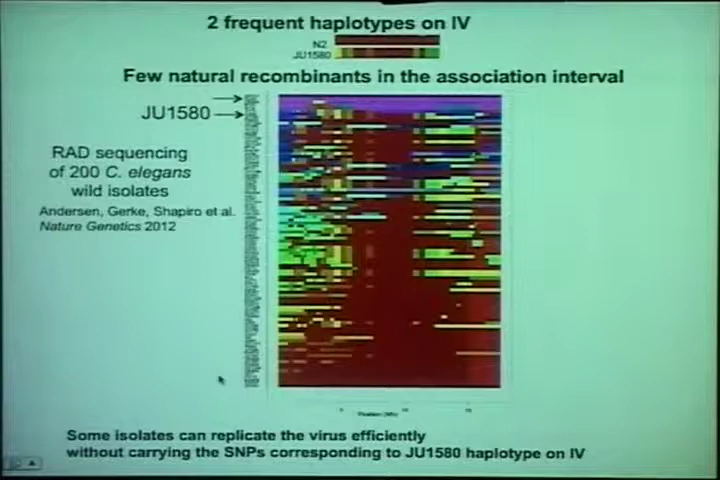 2 frequent haplotypes on IV
N2
JU1580
Few natural recombinants in the association interval
JU1580
RAD sequencing
of 200 C. elegans
wild isolates
Andersen, Gerke, Shapiro et al.
Nature Genetics 2012
Position (Mb)
Some isolates can replicate the virus efficiently
without carrying the SNPs corresponding to JU1580 haplotype on IV